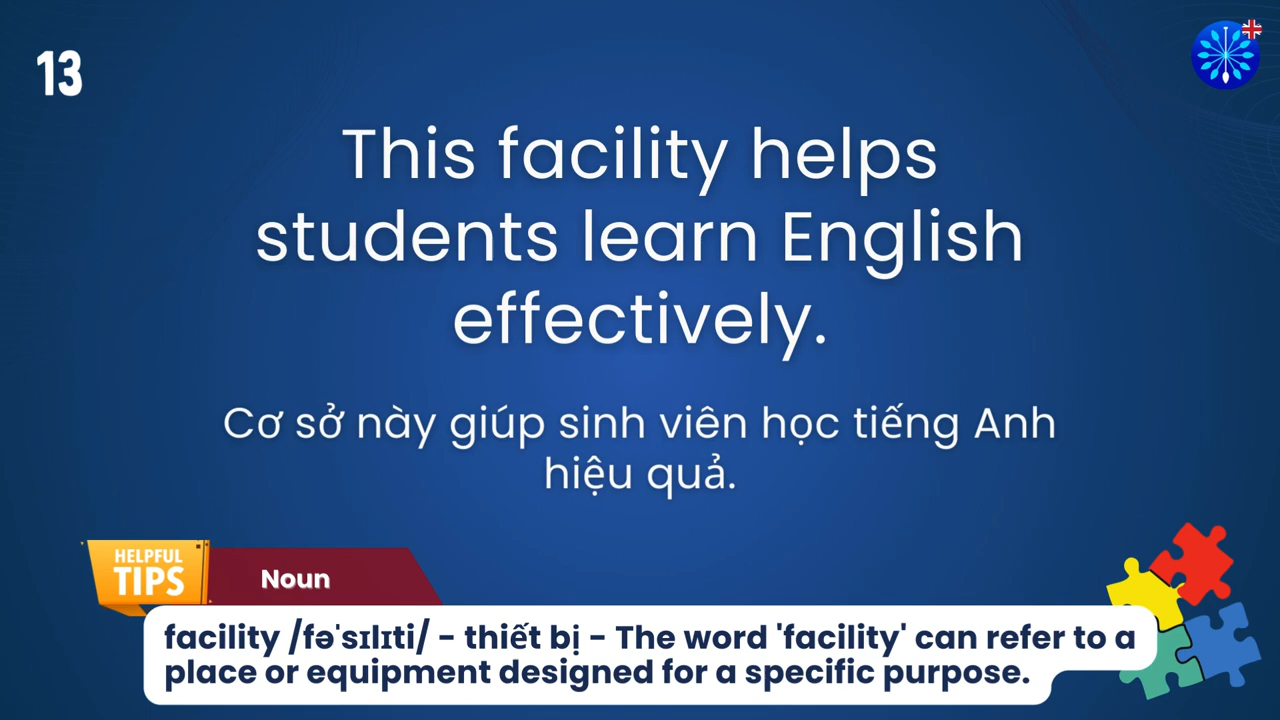 13
This facility helps
students learn English
effectively.
Cơ sở này giúp sinh viên học tiếng Anh
hiệu quả.
HELPFUL
TIPS
Noun
facility /fəˈsɪlɪti/ - thiết bị - The word 'facility' can refer to a
place or equipment designed for a specific purpose.